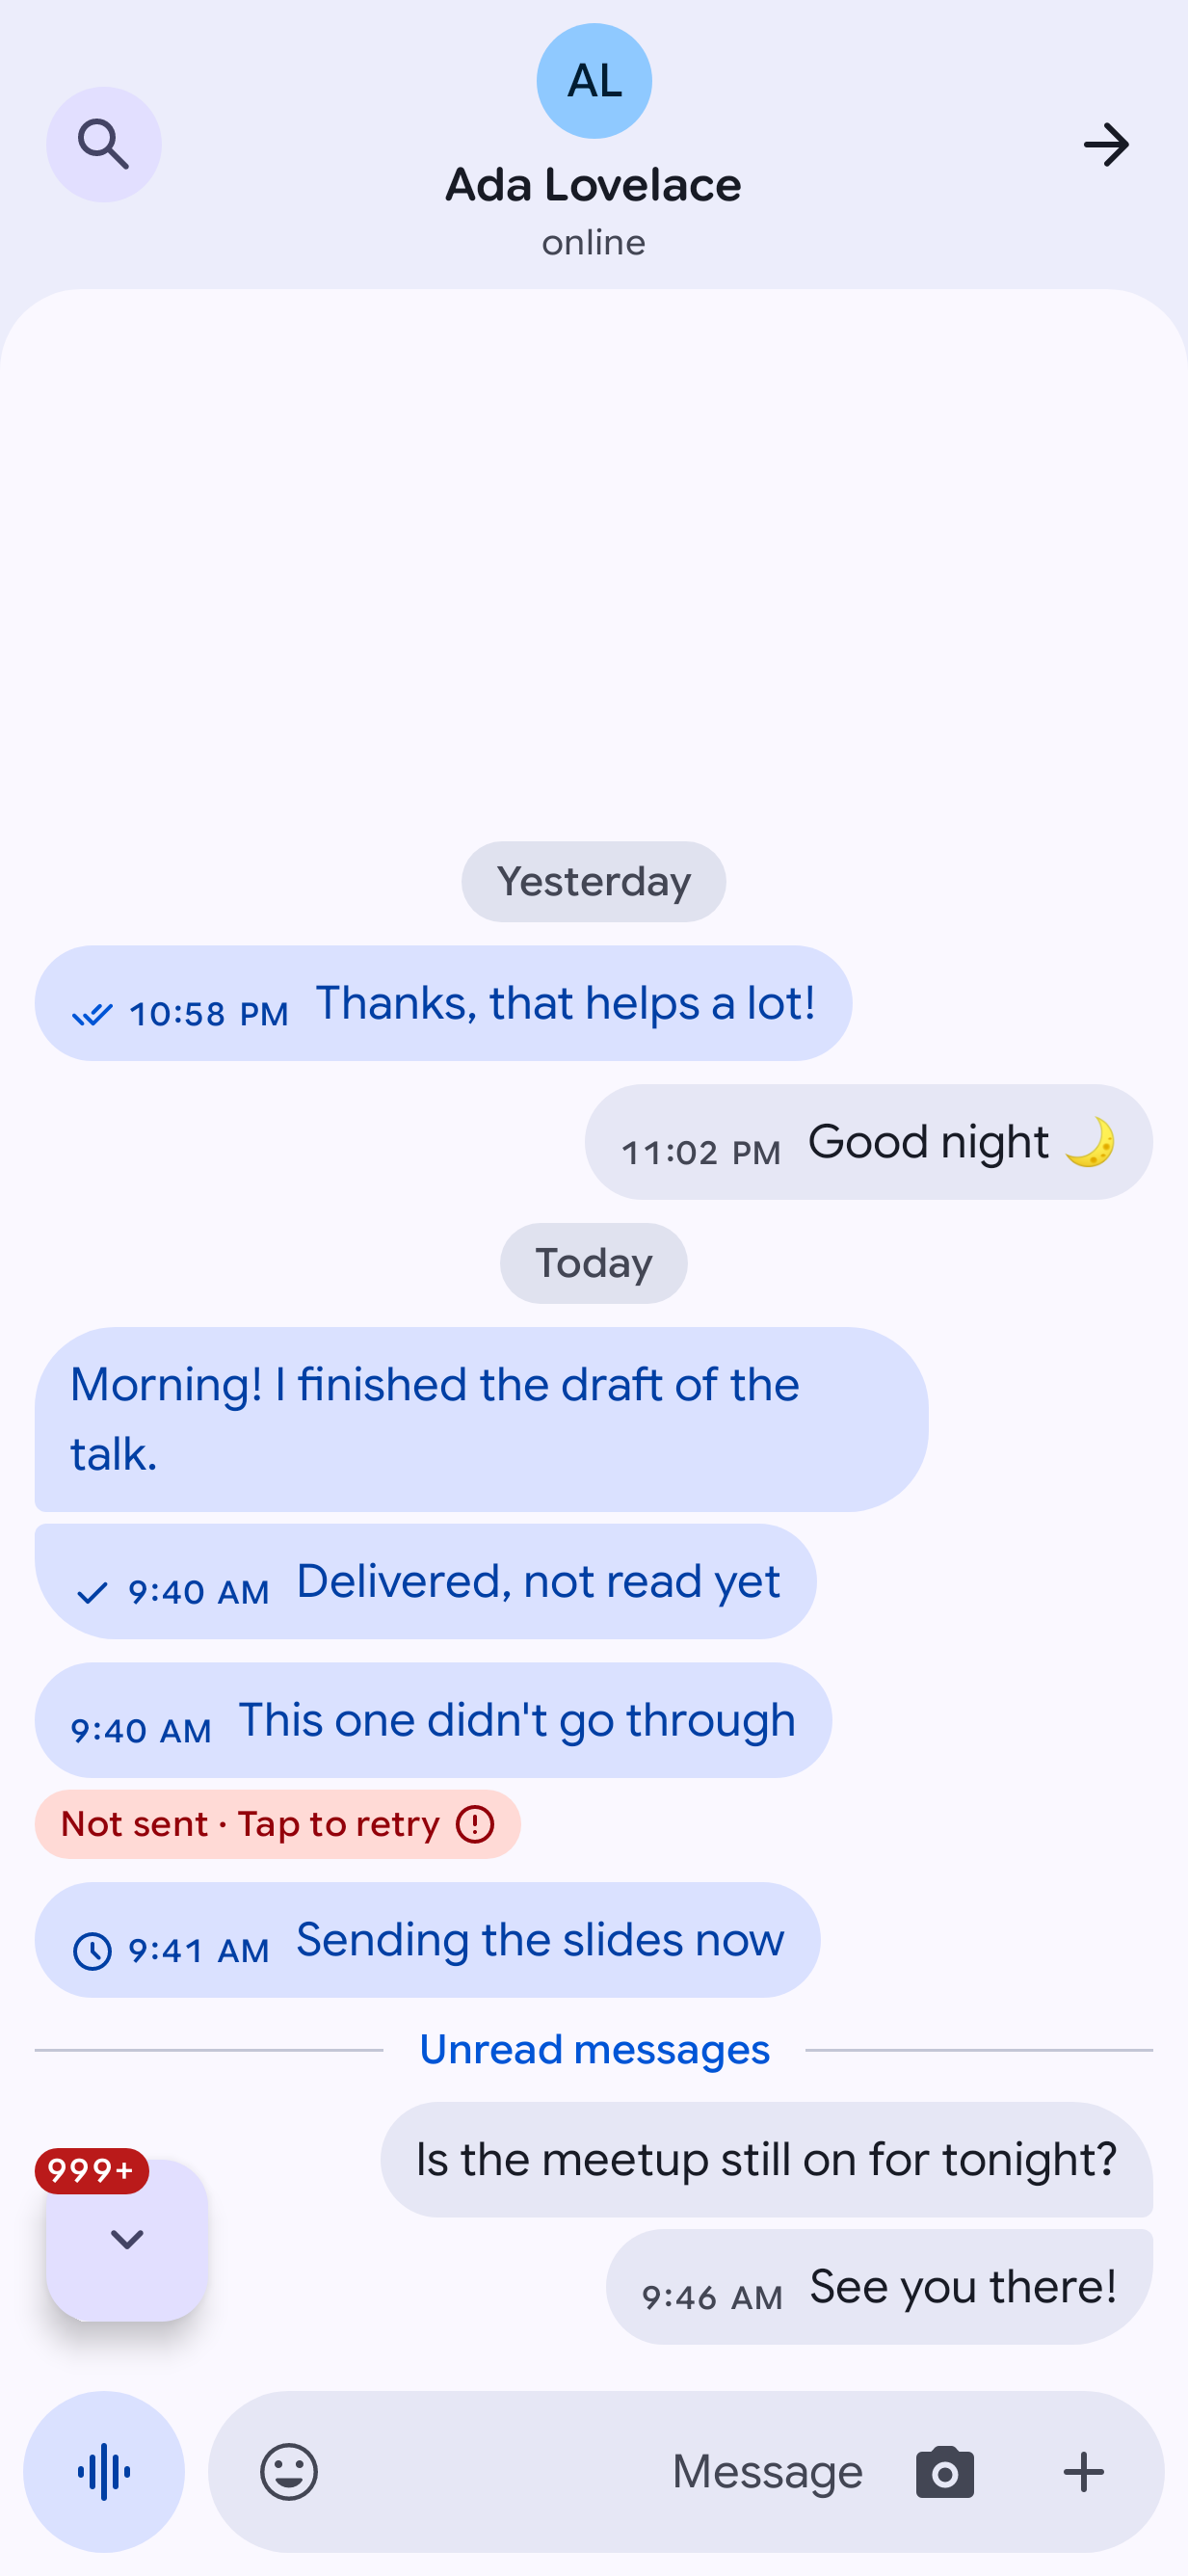 AL
Ada Lovelace
online
Yesterday
10:58 PM Thanks, that helps a lot!
11:02 PM Good night 🌙
Today
Morning! I finished the draft of the
talk.
9:40 AM Delivered, not read yet
9:40 AM This one didn't go through
Not sent · Tap to retry
9:41 AM Sending the slides now
Unread messages
Is the meetup still on for tonight?
999+
9:46 AM See you there!
Message